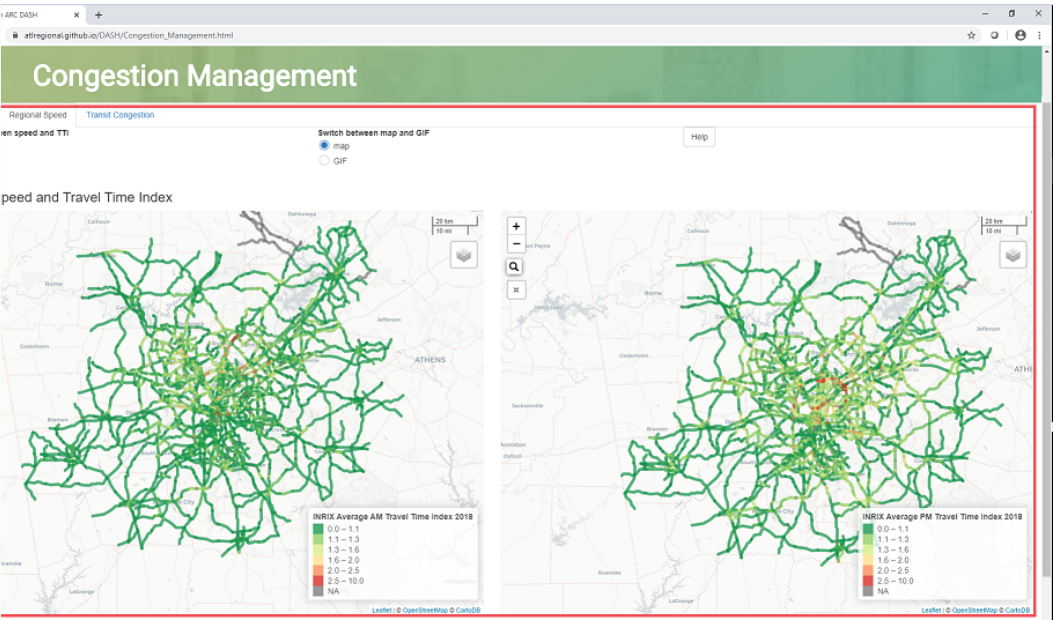 ARC DASH
atlregional.github.io/DASH/Congestion_Management.html
Congestion Management
Regional Speed Transit Congestion
en speed and TTI Switch between map and GIF Help
map
GIF
peed and Travel Time Index
Calhoun Dahlonega
20 km
10 mi
Rome
Jefferson
Cedartown
ATHENS
Bremen
City
Roanoke
LaGrange
INRIX Average AM Travel Time Index 2018
0.0 – 1.1
1.1 – 1.3
1.3 – 1.6
1.6 – 2.0
2.0 – 2.5
2.5 – 10.0
NA
Leaflet | © OpenStreetMap © CartoDB
+
−
ort Payne
Calhoun Dahlonega
20 km
10 mi
Rome
Jefferson
Cedartown
ATHE
Jacksonville
Bremen
Anniston
Oxford
City
Roanoke
LaGrange
INRIX Average PM Travel Time Index 2018
0.0 – 1.1
1.1 – 1.3
1.3 – 1.6
1.6 – 2.0
2.0 – 2.5
2.5 – 10.0
NA
Leaflet | © OpenStreetMap © CartoDB